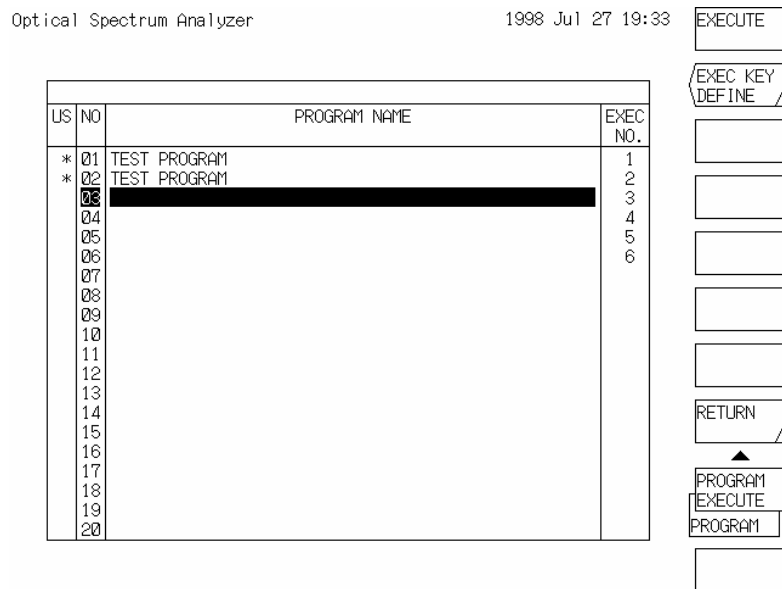 Optical Spectrum Analyzer 1998 Jul 27 19:33
EXECUTE
EXEC KEY
DEFINE
US NO PROGRAM NAME EXEC
NO.
* 01 TEST PROGRAM 1
* 02 TEST PROGRAM 2
03 3
04 4
05 5
06 6
07
08
09
10
11
12
13
14
15
16
17
18
19
20
RETURN
PROGRAM
EXECUTE
PROGRAM